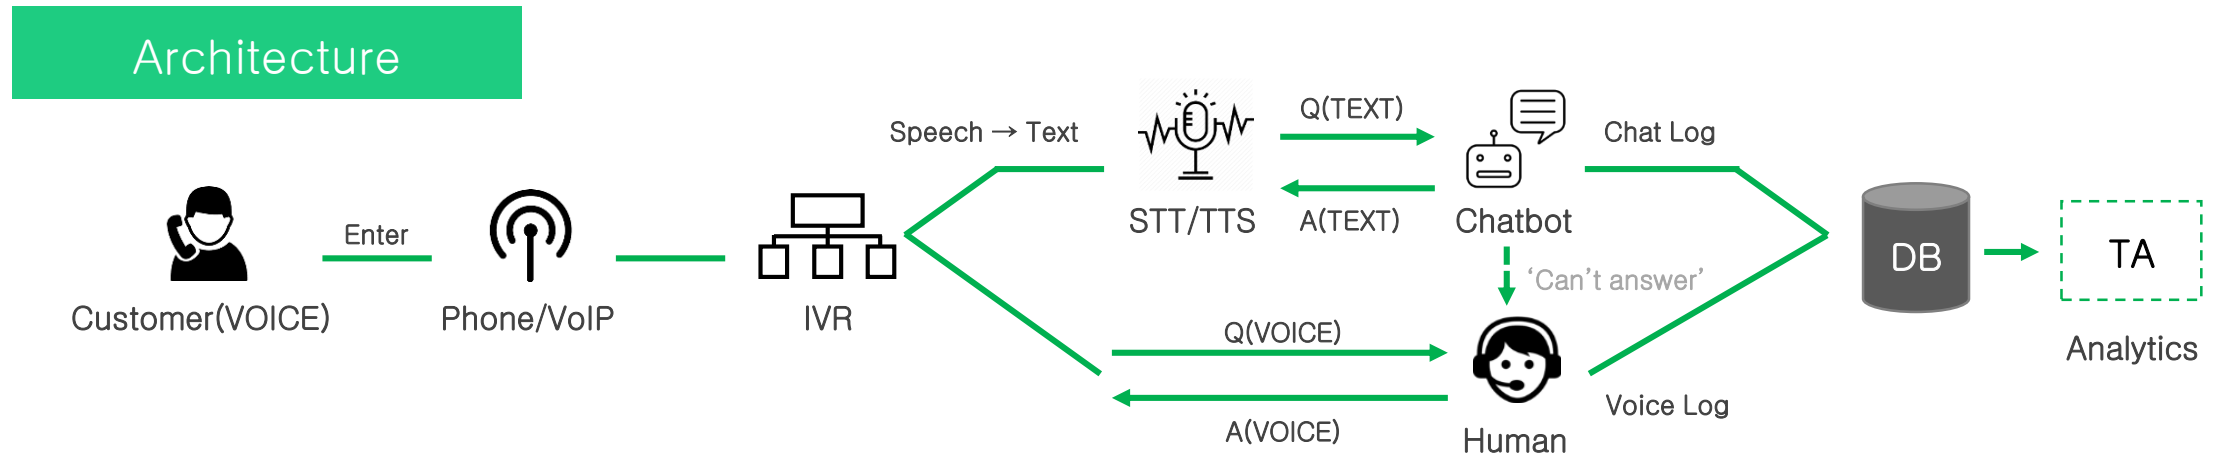 Architecture
Customer(VOICE)
Enter
Phone/VoIP
IVR
Speech → Text
STT/TTS
Q(TEXT)
A(TEXT)
Chatbot
'Can't answer'
Q(VOICE)
A(VOICE)
Human
Chat Log
Voice Log
DB
TA
Analytics